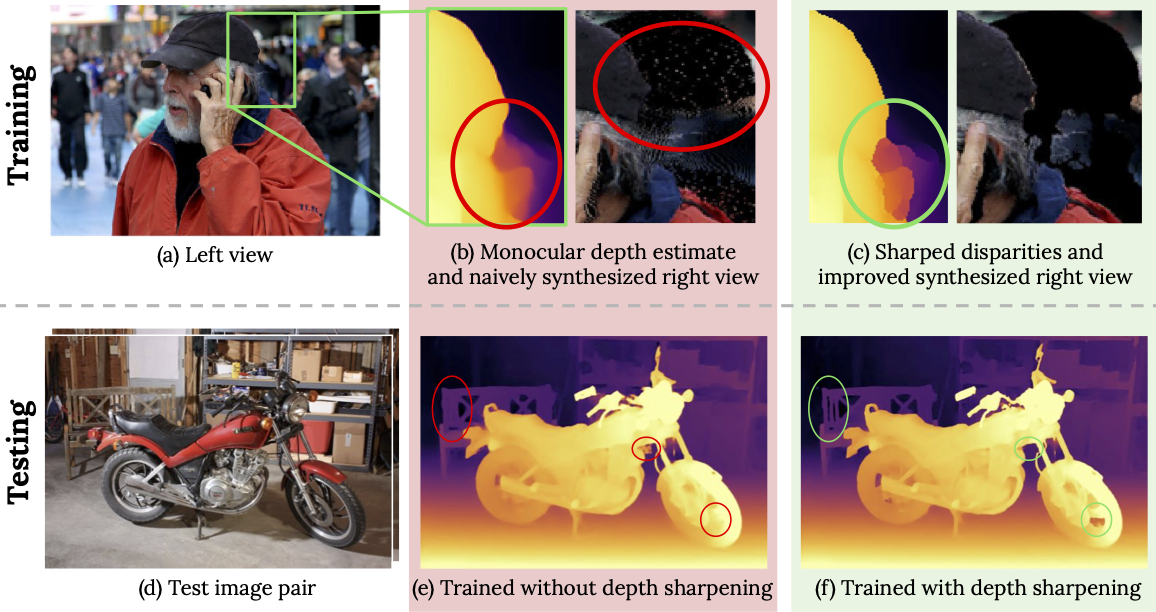 Training
(a) Left view
(b) Monocular depth estimate
and naively synthesized right view
(c) Sharped disparities and
improved synthesized right view
Testing
(d) Test image pair
(e) Trained without depth sharpening
(f) Trained with depth sharpening